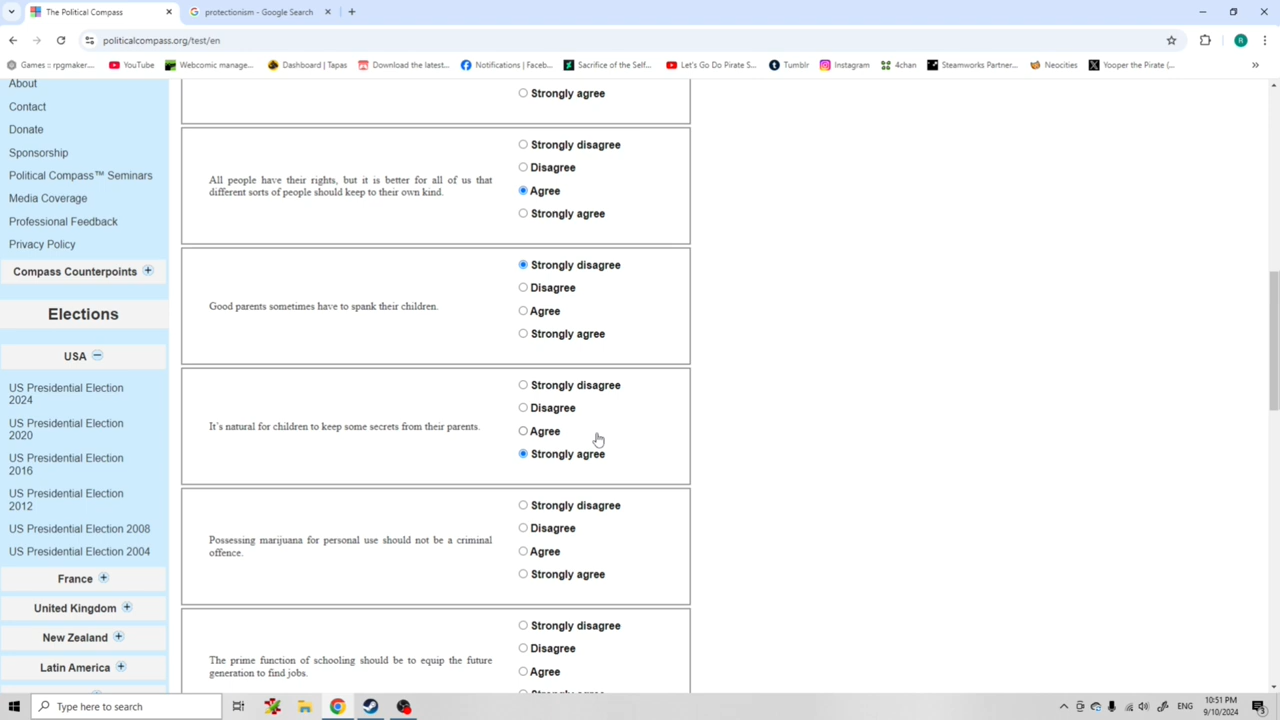 The Political Compass
protectionism - Google Search
politicalcompass.org/test/en
Games :: rpgmaker...
YouTube
Webcomic manage...
Dashboard | Tapas
Download the latest...
Notifications | Faceb...
Sacrifice of the Self...
Let's Go Do Pirate S...
Tumblr
Instagram
4chan
Steamworks Partner...
Neocities
Yooper the Pirate (...
About
Contact
Donate
Sponsorship
Political Compass™ Seminars
Media Coverage
Professional Feedback
Privacy Policy
Compass Counterpoints
Elections
USA
US Presidential Election
2024
US Presidential Election
2020
US Presidential Election
2016
US Presidential Election
2012
US Presidential Election 2008
US Presidential Election 2004
France
United Kingdom
New Zealand
Latin America
Strongly agree
All people have their rights, but it is better for all of us that
different sorts of people should keep to their own kind.
Strongly disagree
Disagree
Agree
Strongly agree
Good parents sometimes have to spank their children.
Strongly disagree
Disagree
Agree
Strongly agree
It's natural for children to keep some secrets from their parents.
Strongly disagree
Disagree
Agree
Strongly agree
Possessing marijuana for personal use should not be a criminal
offence.
Strongly disagree
Disagree
Agree
Strongly agree
The prime function of schooling should be to equip the future
generation to find jobs.
Strongly disagree
Disagree
Agree
Type here to search
ENG
10:51 PM
9/10/2024